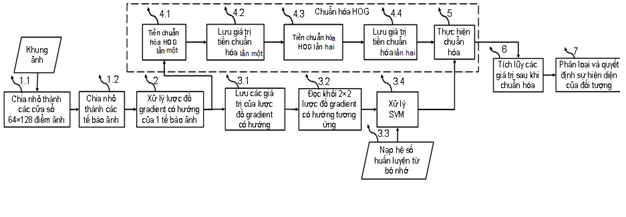 Chuẩn hóa HOG
4.1
4.2
4.3
4.4
5
Tiền chuẩn
hóa HOG
lần một
Lưu giá trị
tiền chuẩn
hóa lần một
Tiền chuẩn hóa
HOG lần hai
Lưu giá trị
tiền chuẩn
hóa lần hai
Thực hiện
chuẩn
hóa
Khung
ảnh
1.1
1.2
2
3.1
3.2
3.4
6
7
Chia nhỏ thành
các cửa sổ
64×128 điểm ảnh
Chia nhỏ
thành các
tế bào ảnh
Xử lý lược đồ
gradient có hướng
của 1 tế bào ảnh
Lưu các giá
trị của lược
đồ gradient
có hướng
Đọc khối 2×2
lược đồ gradient
có hướng tương
ứng
Xử lý
SVM
Tích lũy các
giá trị sau khi
chuẩn hóa
Phân loại và quyết
định sự hiện diện
của đối tượng
3.3
Nạp hệ số
huấn luyện từ
bộ nhớ